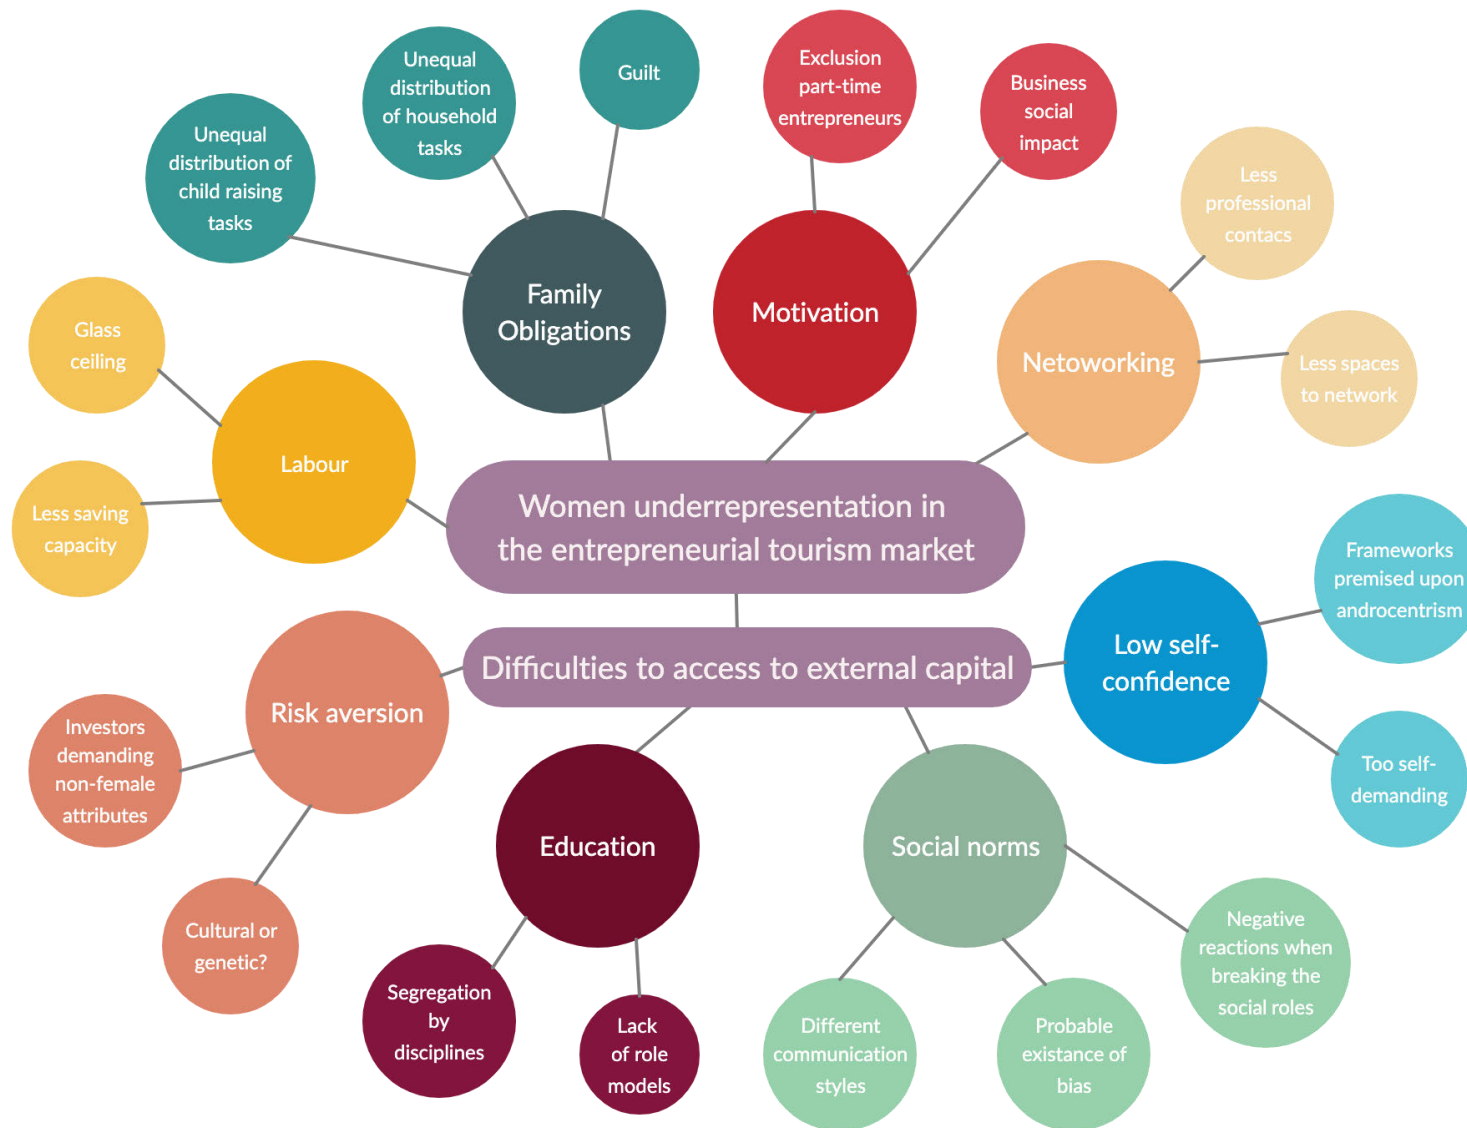 Unequal
distribution
of household
tasks
Guilt
Exclusion
part-time
entrepreneurs
Business
social
impact
Unequal
distribution of
child raising
tasks
Less
professional
contacs
Family
Obligations
Motivation
Netoworking
Less spaces
to network
Glass
ceiling
Labour
Less saving
capacity
Women underrepresentation in
the entrepreneurial tourism market
Difficulties to access to external capital
Frameworks
premised upon
androcentrism
Low self-
confidence
Too self-
demanding
Risk aversion
Investors
demanding
non-female
attributes
Cultural or
genetic?
Education
Segregation
by
disciplines
Lack
of role
models
Social norms
Different
communication
styles
Probable
existance of
bias
Negative
reactions when
breaking the
social roles